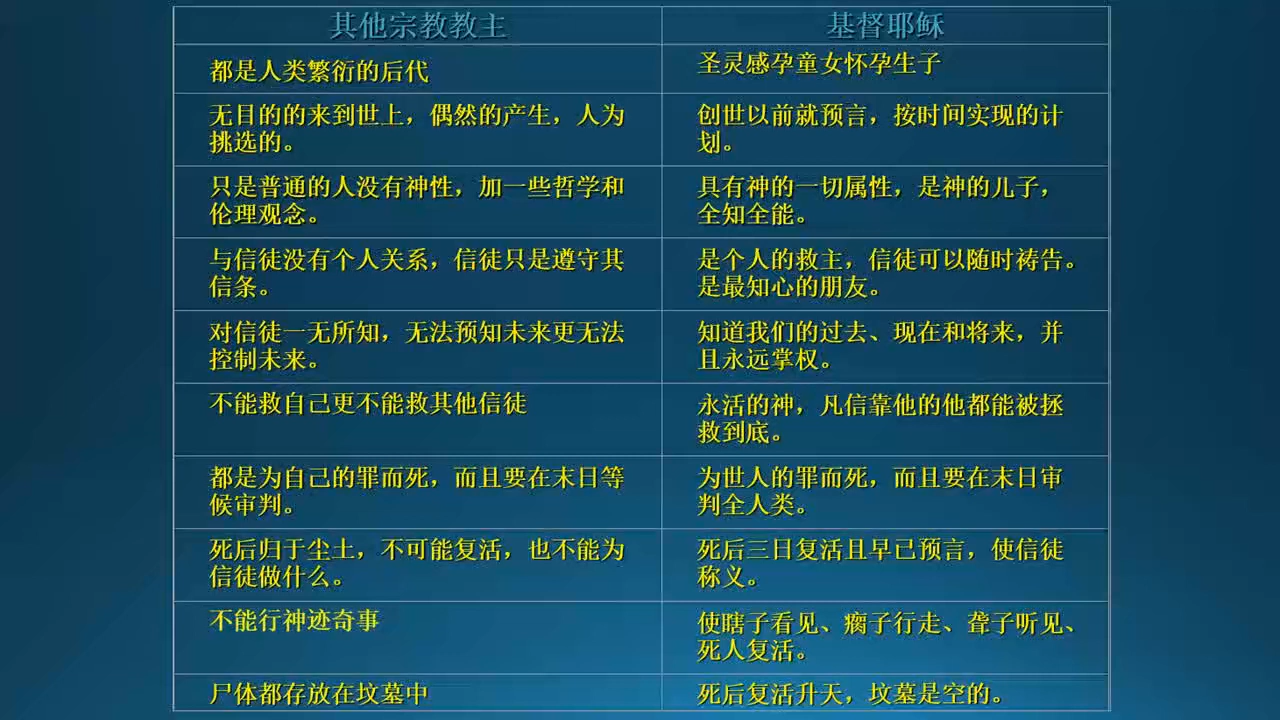 其他宗教教主
基督耶稣
都是人类繁衍的后代
圣灵感孕童女怀孕生子
无目的的来到世上，偶然的产生，人为
挑选的。
创世以前就预言，按时间实现的计
划。
只是普通的人没有神性，加一些哲学和
伦理观念。
具有神的一切属性，是神的儿子，
全知全能。
与信徒没有个人关系，信徒只是遵守其
信条。
是个人的救主，信徒可以随时祷告。
是最知心的朋友。
对信徒一无所知，无法预知未来更无法
控制未来。
知道我们的过去、现在和将来，并
且永远掌权。
不能救自己更不能救其他信徒
永活的神，凡信靠他的他都能被拯
救到底。
都是为自己的罪而死，而且要在末日等
候审判。
为世人的罪而死，而且要在末日审
判全人类。
死后归于尘土，不可能复活，也不能为
信徒做什么。
死后三日复活且早已预言，使信徒
称义。
不能行神迹奇事
使瞎子看见、瘸子行走、聋子听见、
死人复活。
尸体都存放在坟墓中
死后复活升天，坟墓是空的。